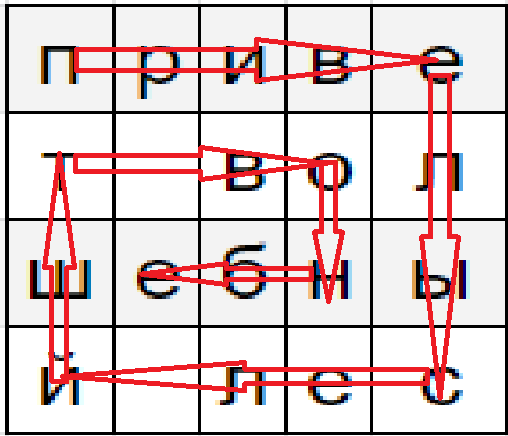 п р и в е
т в о л
ш е б н ы
й л е с